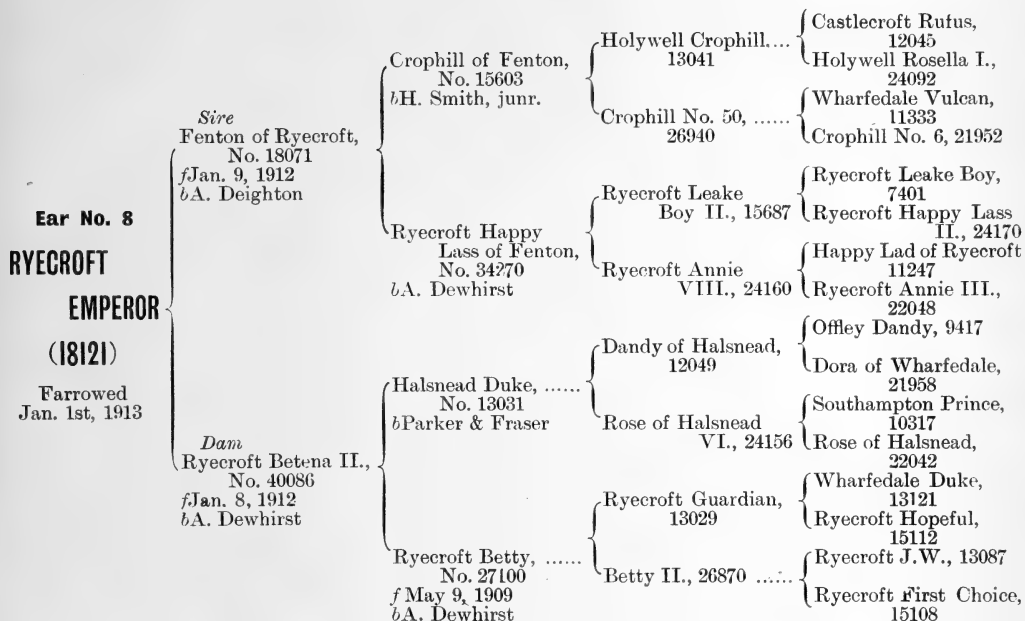 Ear No. 8
RYECROFT
EMPEROR
(18121)
Farrowed
Jan. 1st, 1913
Sire
Fenton of Ryecroft,
No. 18071
fJan. 9, 1912
bA. Deighton
Dam
Ryecroft Betena II.,
No. 40086
fJan. 8, 1912
bA. Dewhirst
Crophill of Fenton,
No. 15603
bH. Smith, junr.
Ryecroft Happy
Lass of Fenton,
No. 34270
bA. Dewhirst
Halsnead Duke, ......
No. 13031
bParker & Fraser
Ryecroft Betty, ......
No. 27100
f May 9, 1909
bA. Dewhirst
Holywell Crophill, ...
13041
Crophill No. 50, ......
26940
Ryecroft Leake
Boy II., 15687
Ryecroft Annie
VIII., 24160
Dandy of Halsnead,
12049
Rose of Halsnead
VI., 24156
Ryecroft Guardian,
13029
Betty II., 26870 ......
Castlecroft Rufus,
12045
Holywell Rosella I.,
24092
Wharfedale Vulcan,
11333
Crophill No. 6, 21952
Ryecroft Leake Boy,
7401
Ryecroft Happy Lass
II., 24170
Happy Lad of Ryecroft
11247
Ryecroft Annie III.,
22048
Offley Dandy, 9417
Dora of Wharfedale,
21958
Southampton Prince,
10317
Rose of Halsnead,
22042
Wharfedale Duke,
13121
Ryecroft Hopeful,
15112
Ryecroft J.W., 13087
Ryecroft First Choice,
15108